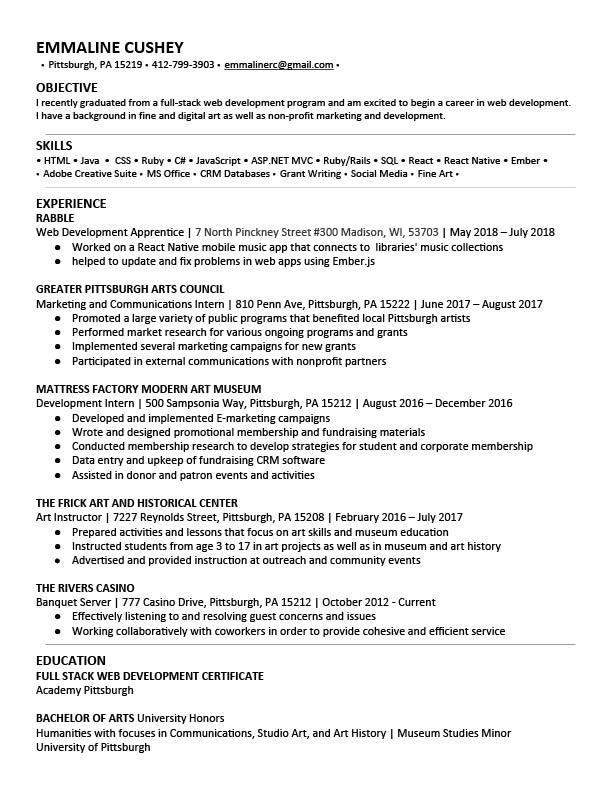 EMMALINE CUSHEY
• Pittsburgh, PA 15219 • 412-799-3903 • emmalinerc@gmail.com •
OBJECTIVE
I recently graduated from a full-stack web development program and am excited to begin a career in web development.
I have a background in fine and digital art as well as non-profit marketing and development.
SKILLS
• HTML • Java • CSS • Ruby • C# • JavaScript • ASP.NET MVC • Ruby/Rails • SQL • React • React Native • Ember •
• Adobe Creative Suite • MS Office • CRM Databases • Grant Writing • Social Media • Fine Art •
EXPERIENCE
RABBLE
Web Development Apprentice | 7 North Pinckney Street #300 Madison, WI, 53703 | May 2018 – July 2018
● Worked on a React Native mobile music app that connects to libraries' music collections
● helped to update and fix problems in web apps using Ember.js
GREATER PITTSBURGH ARTS COUNCIL
Marketing and Communications Intern | 810 Penn Ave, Pittsburgh, PA 15222 | June 2017 – August 2017
● Promoted a large variety of public programs that benefited local Pittsburgh artists
● Performed market research for various ongoing programs and grants
● Implemented several marketing campaigns for new grants
● Participated in external communications with nonprofit partners
MATTRESS FACTORY MODERN ART MUSEUM
Development Intern | 500 Sampsonia Way, Pittsburgh, PA 15212 | August 2016 – December 2016
● Developed and implemented E-marketing campaigns
● Wrote and designed promotional membership and fundraising materials
● Conducted membership research to develop strategies for student and corporate membership
● Data entry and upkeep of fundraising CRM software
● Assisted in donor and patron events and activities
THE FRICK ART AND HISTORICAL CENTER
Art Instructor | 7227 Reynolds Street, Pittsburgh, PA 15208 | February 2016 – July 2017
● Prepared activities and lessons that focus on art skills and museum education
● Instructed students from age 3 to 17 in art projects as well as in museum and art history
● Advertised and provided instruction at outreach and community events
THE RIVERS CASINO
Banquet Server | 777 Casino Drive, Pittsburgh, PA 15212 | October 2012 - Current
● Effectively listening to and resolving guest concerns and issues
● Working collaboratively with coworkers in order to provide cohesive and efficient service
EDUCATION
FULL STACK WEB DEVELOPMENT CERTIFICATE
Academy Pittsburgh
BACHELOR OF ARTS University Honors
Humanities with focuses in Communications, Studio Art, and Art History | Museum Studies Minor
University of Pittsburgh